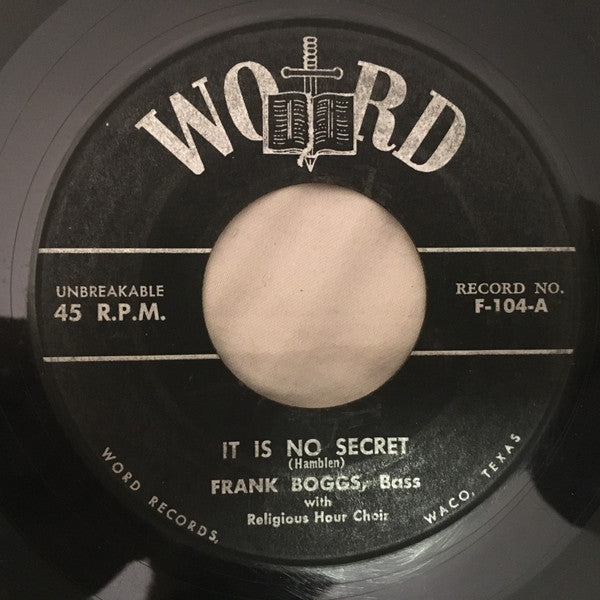 WORD
UNBREAKABLE
45 R.P.M.
RECORD NO.
F-104-A
IT IS NO SECRET
(Hamblen)
FRANK BOGGS, Bass
with
Religious Hour Choir
WORD RECORDS, WACO, TEXAS